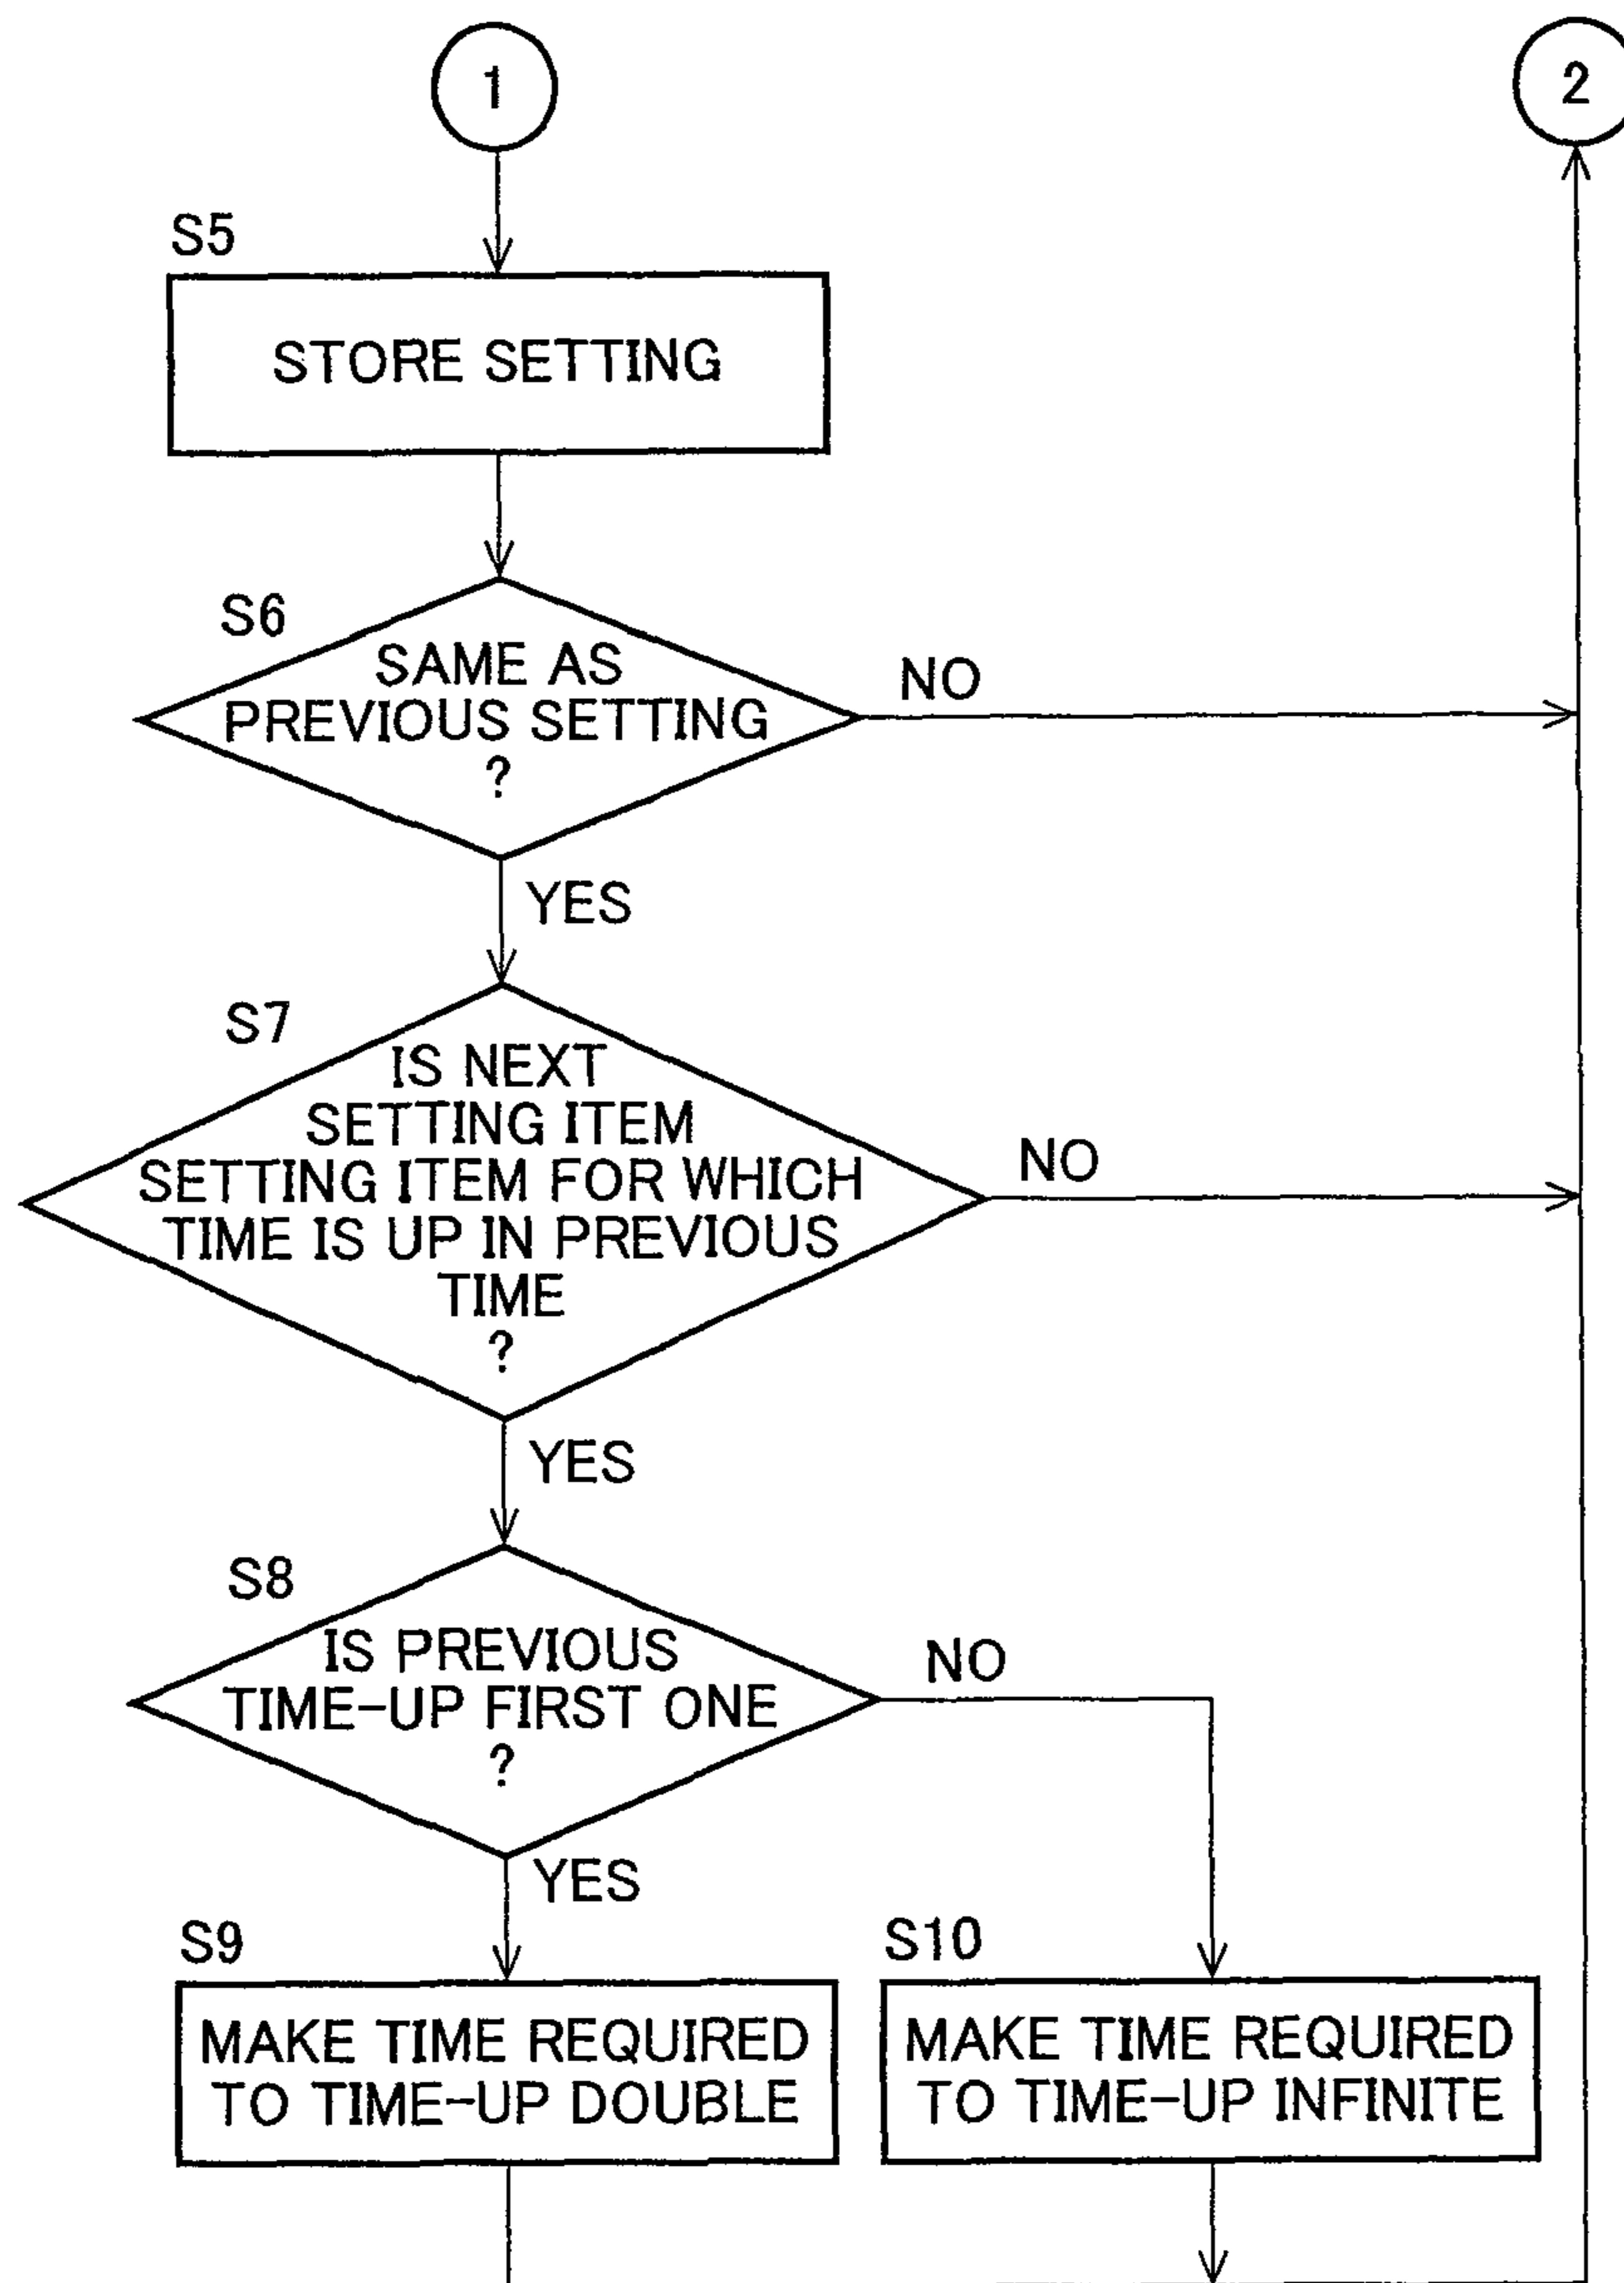 1
2
S5
STORE SETTING
S6
SAME AS
PREVIOUS SETTING
?
NO
YES
S7
IS NEXT
SETTING ITEM
SETTING ITEM FOR WHICH
TIME IS UP IN PREVIOUS
TIME
?
NO
YES
S8
IS PREVIOUS
TIME-UP FIRST ONE
?
NO
YES
S9
MAKE TIME REQUIRED
TO TIME-UP DOUBLE
S10
MAKE TIME REQUIRED
TO TIME-UP INFINITE